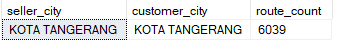 seller_city customer_city route_count
KOTA TANGERANG KOTA TANGERANG 6039